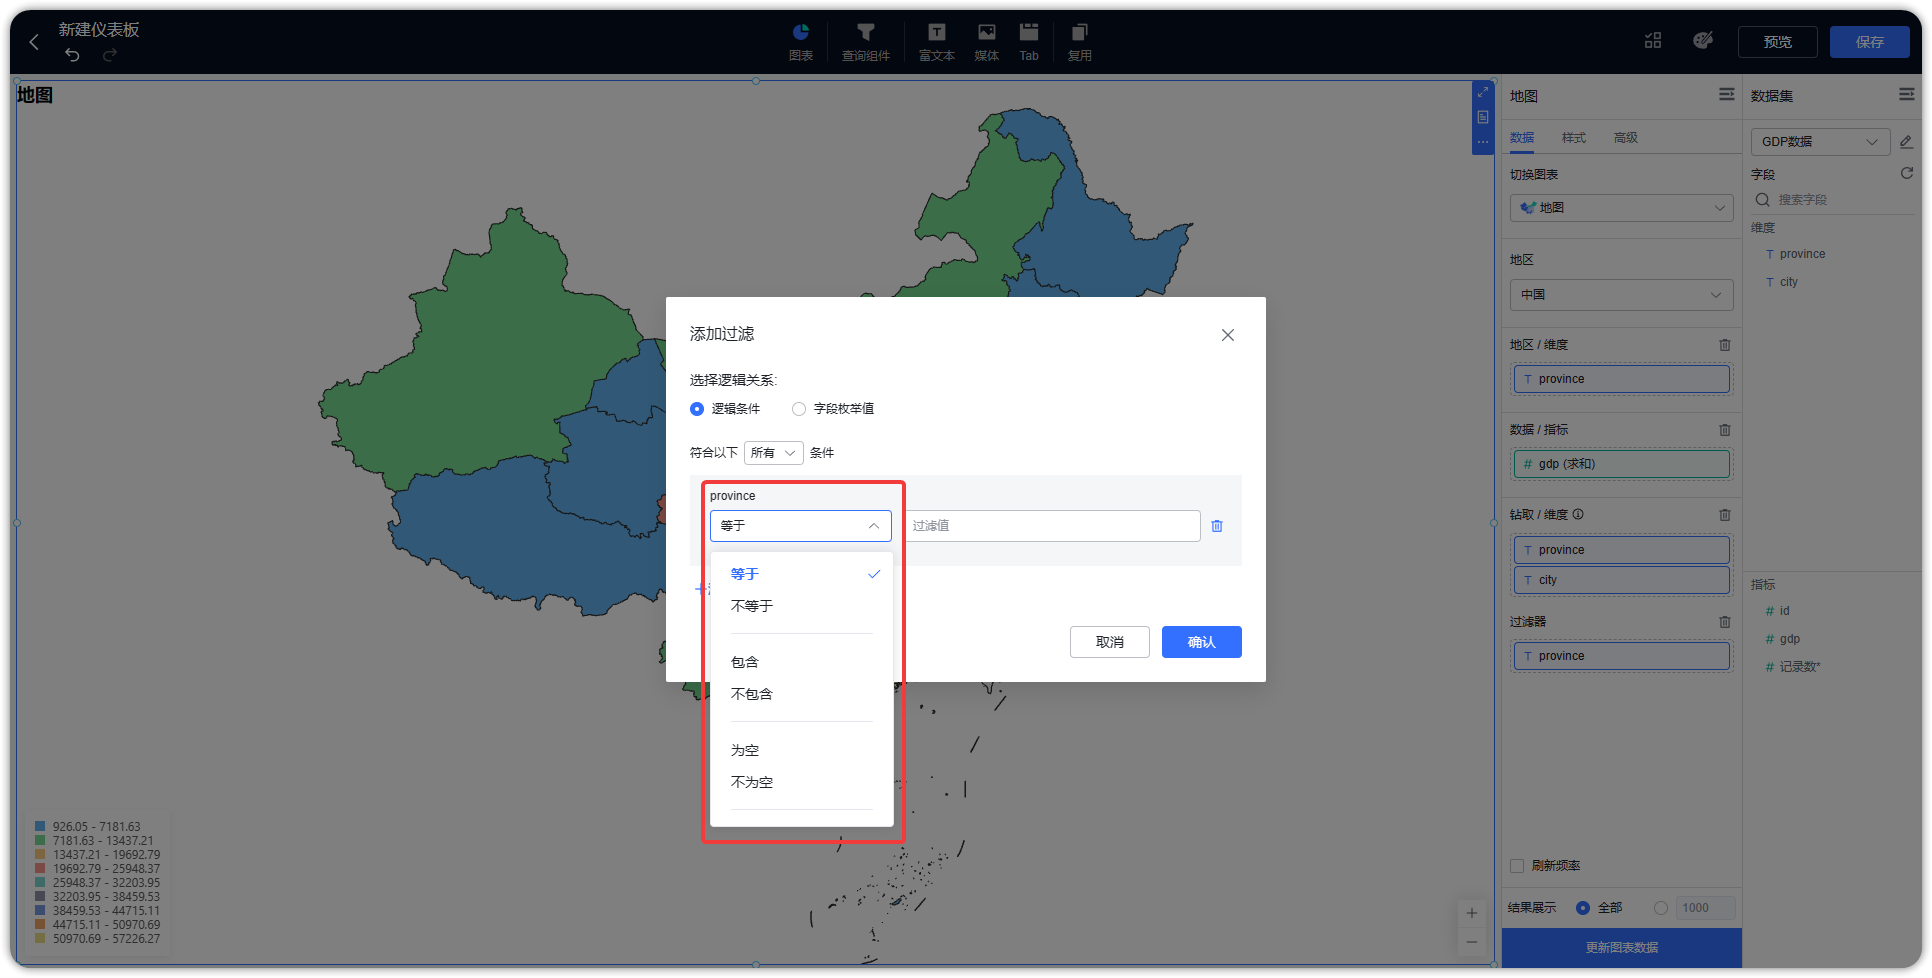 新建仪表板
图表
查询组件
富文本
媒体
Tab
复用
预览
保存
地图
926.05 - 7181.63
7181.63 - 13437.21
13437.21 - 19692.79
19692.79 - 25948.37
25948.37 - 32203.95
32203.95 - 38459.53
38459.53 - 44715.11
44715.11 - 50970.69
50970.69 - 57226.27
添加过滤
选择逻辑关系:
逻辑条件
字段枚举值
符合以下 所有 条件
province
等于
过滤值
等于
不等于
包含
不包含
为空
不为空
取消
确认
地图
数据
样式
高级
切换图表
地图
地区
中国
地区 / 维度
T province
数据 / 指标
# gdp (求和)
钻取 / 维度
T province
T city
过滤器
T province
刷新频率
结果展示
全部
1000
更新图表数据
数据集
GDP数据
字段
搜索字段
维度
T province
T city
指标
# id
# gdp
# 记录数*